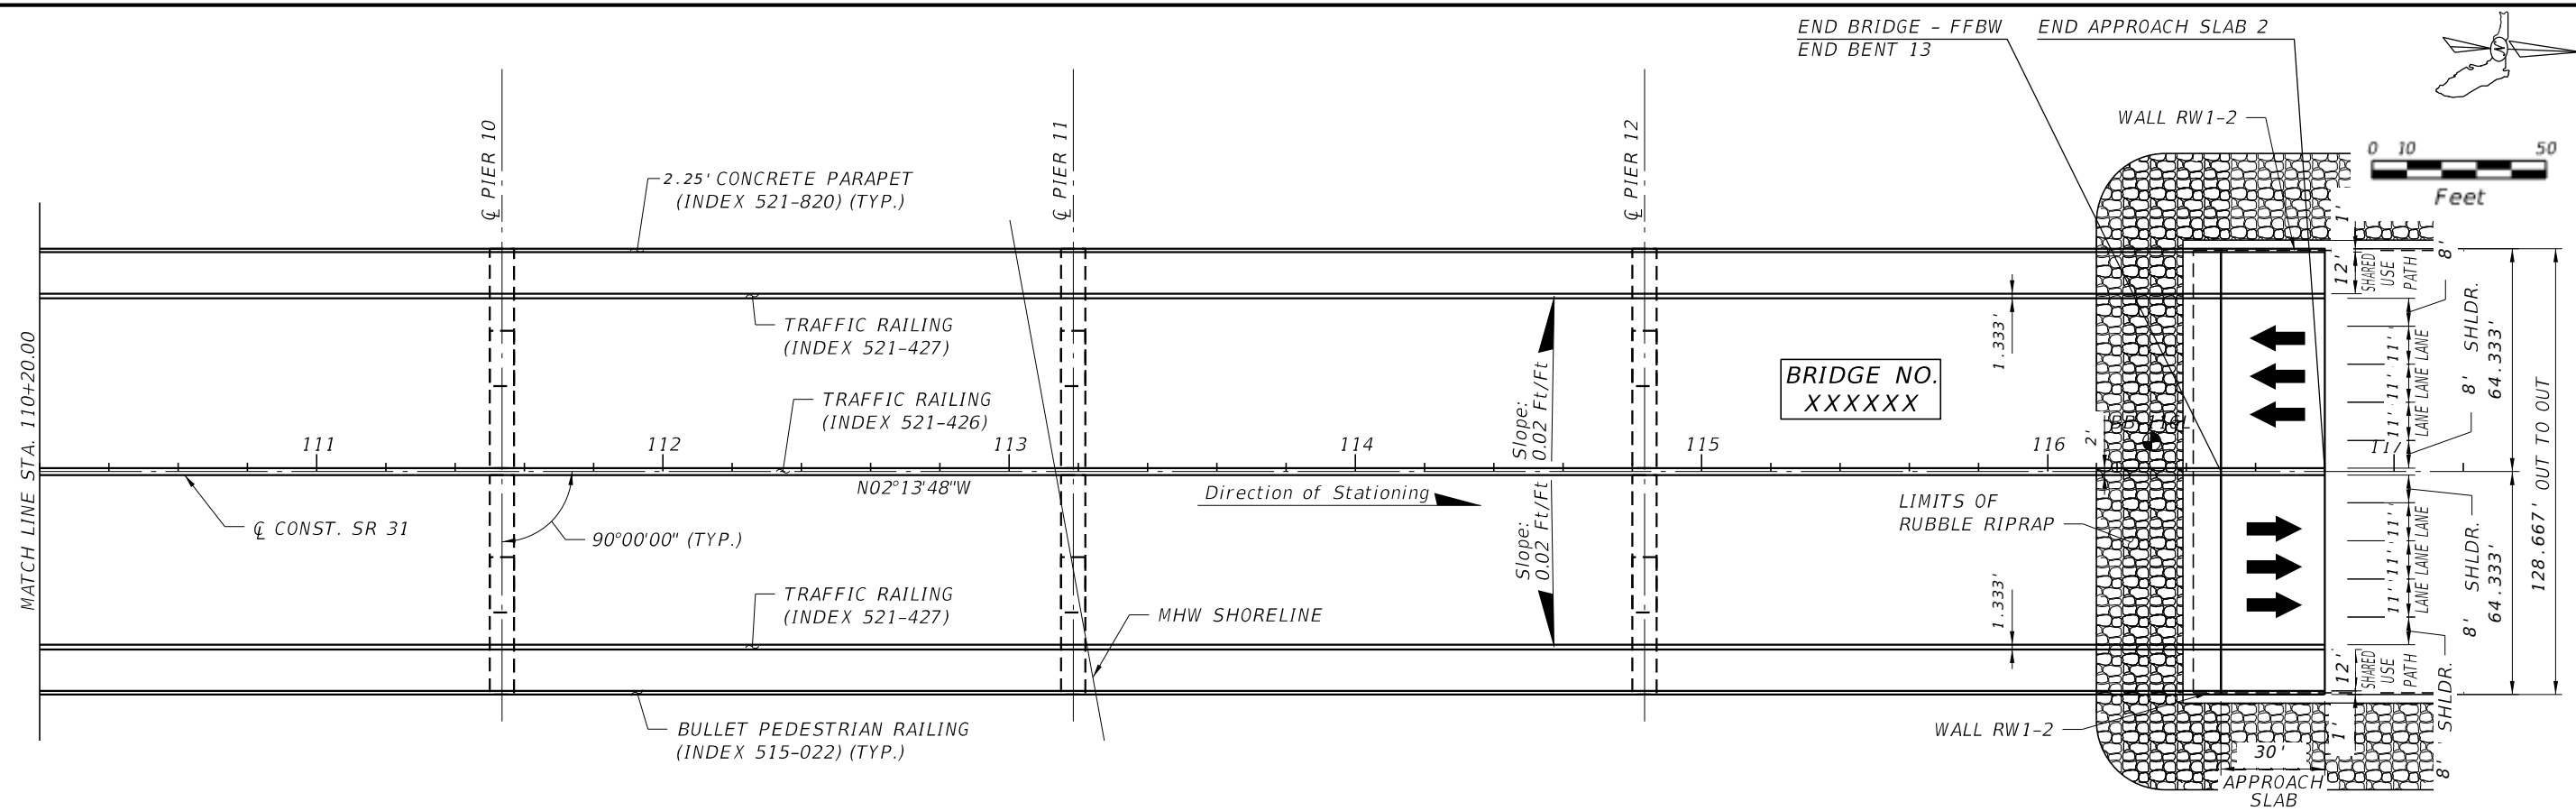 END BRIDGE - FFBW
END BENT 13
END APPROACH SLAB 2
N
WALL RW1-2
0 10 50
Feet
℄ PIER 10
℄ PIER 11
℄ PIER 12
2.25' CONCRETE PARAPET
(INDEX 521-820) (TYP.)
MATCH LINE STA. 110+20.00
TRAFFIC RAILING
(INDEX 521-427)
TRAFFIC RAILING
(INDEX 521-426)
BRIDGE NO.
XXXXXX
1.333'
Slope:
0.02 Ft/Ft
111
112
113
114
115
116
117
2'
N02°13'48"W
Direction of Stationing
℄ CONST. SR 31
90°00'00" (TYP.)
LIMITS OF
RUBBLE RIPRAP
Slope:
0.02 Ft/Ft
TRAFFIC RAILING
(INDEX 521-427)
MHW SHORELINE
1.333'
BULLET PEDESTRIAN RAILING
(INDEX 515-022) (TYP.)
WALL RW1-2
30'
APPROACH
SLAB
1'
12'
SHARED
USE
PATH
8'
SHLDR.
11' 11' 11'
LANE LANE LANE
8'
SHLDR.
64.333'
128.667' OUT TO OUT
64.333'
11' 11' 11'
LANE LANE LANE
8'
SHLDR.
12'
SHARED
USE
PATH
1'
8'
SHLDR.